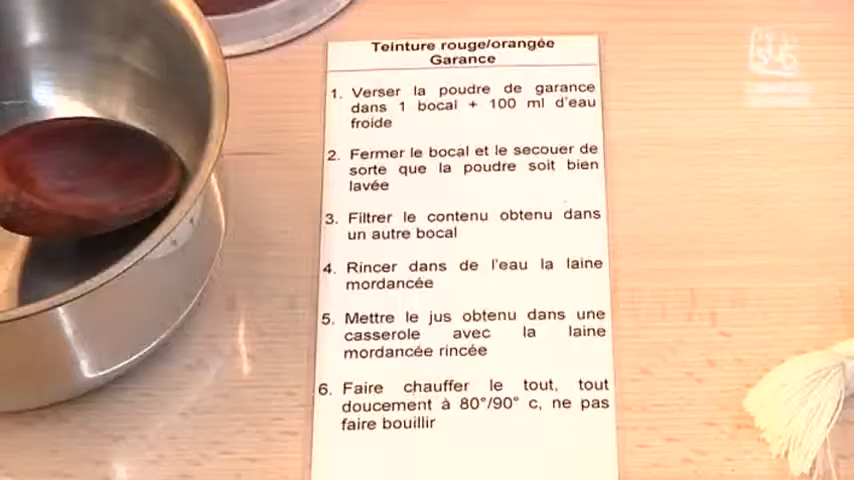 Teinture rouge/orangée
Garance
1. Verser la poudre de garance
dans 1 bocal + 100 ml d'eau
froide
2. Fermer le bocal et le secouer de
sorte que la poudre soit bien
lavée
3. Filtrer le contenu obtenu dans
un autre bocal
4. Rincer dans de l'eau la laine
mordancée
5. Mettre le jus obtenu dans une
casserole avec la laine
mordancée rincée
6. Faire chauffer le tout, tout
doucement à 80°/90° c, ne pas
faire bouillir